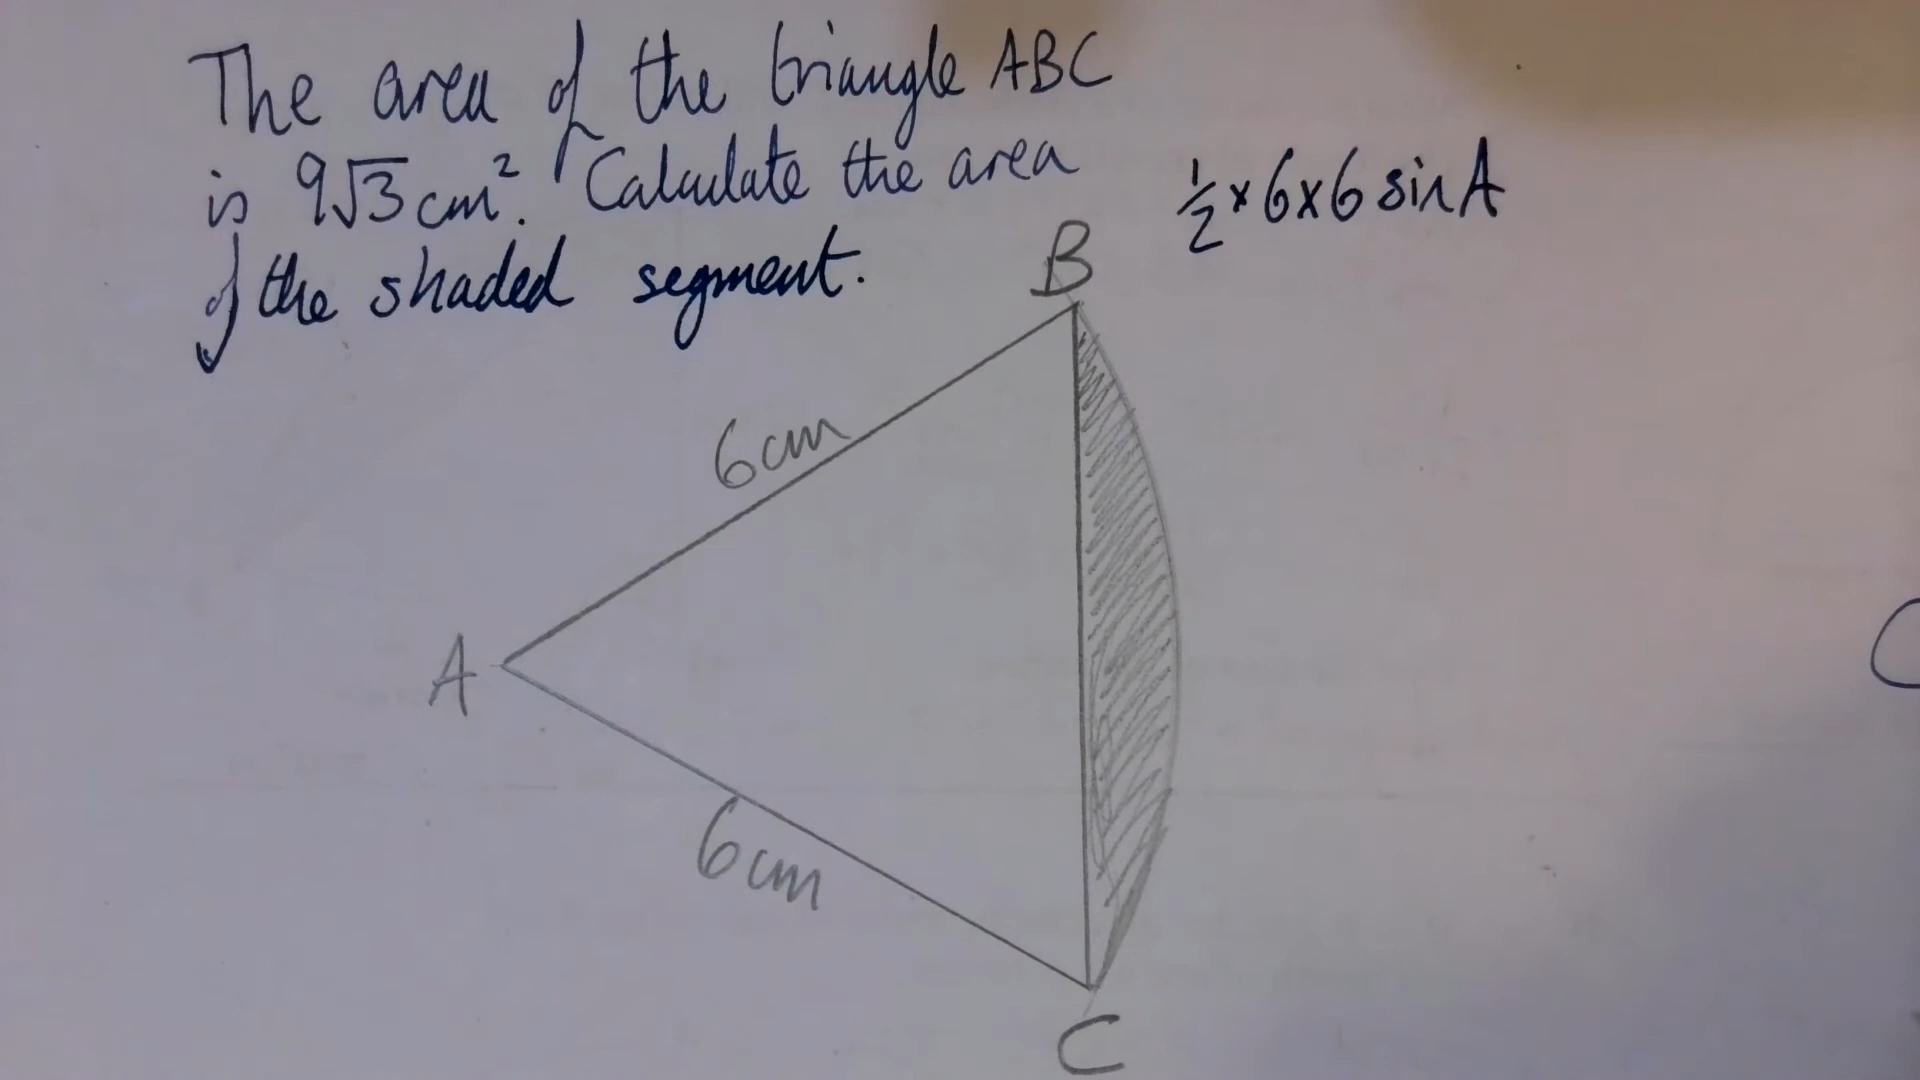 The area of the triangle ABC
is 9√3 cm². Calculate the area
of the shaded segment.
½ × 6 × 6 sin A
B
6cm
A
6cm
C